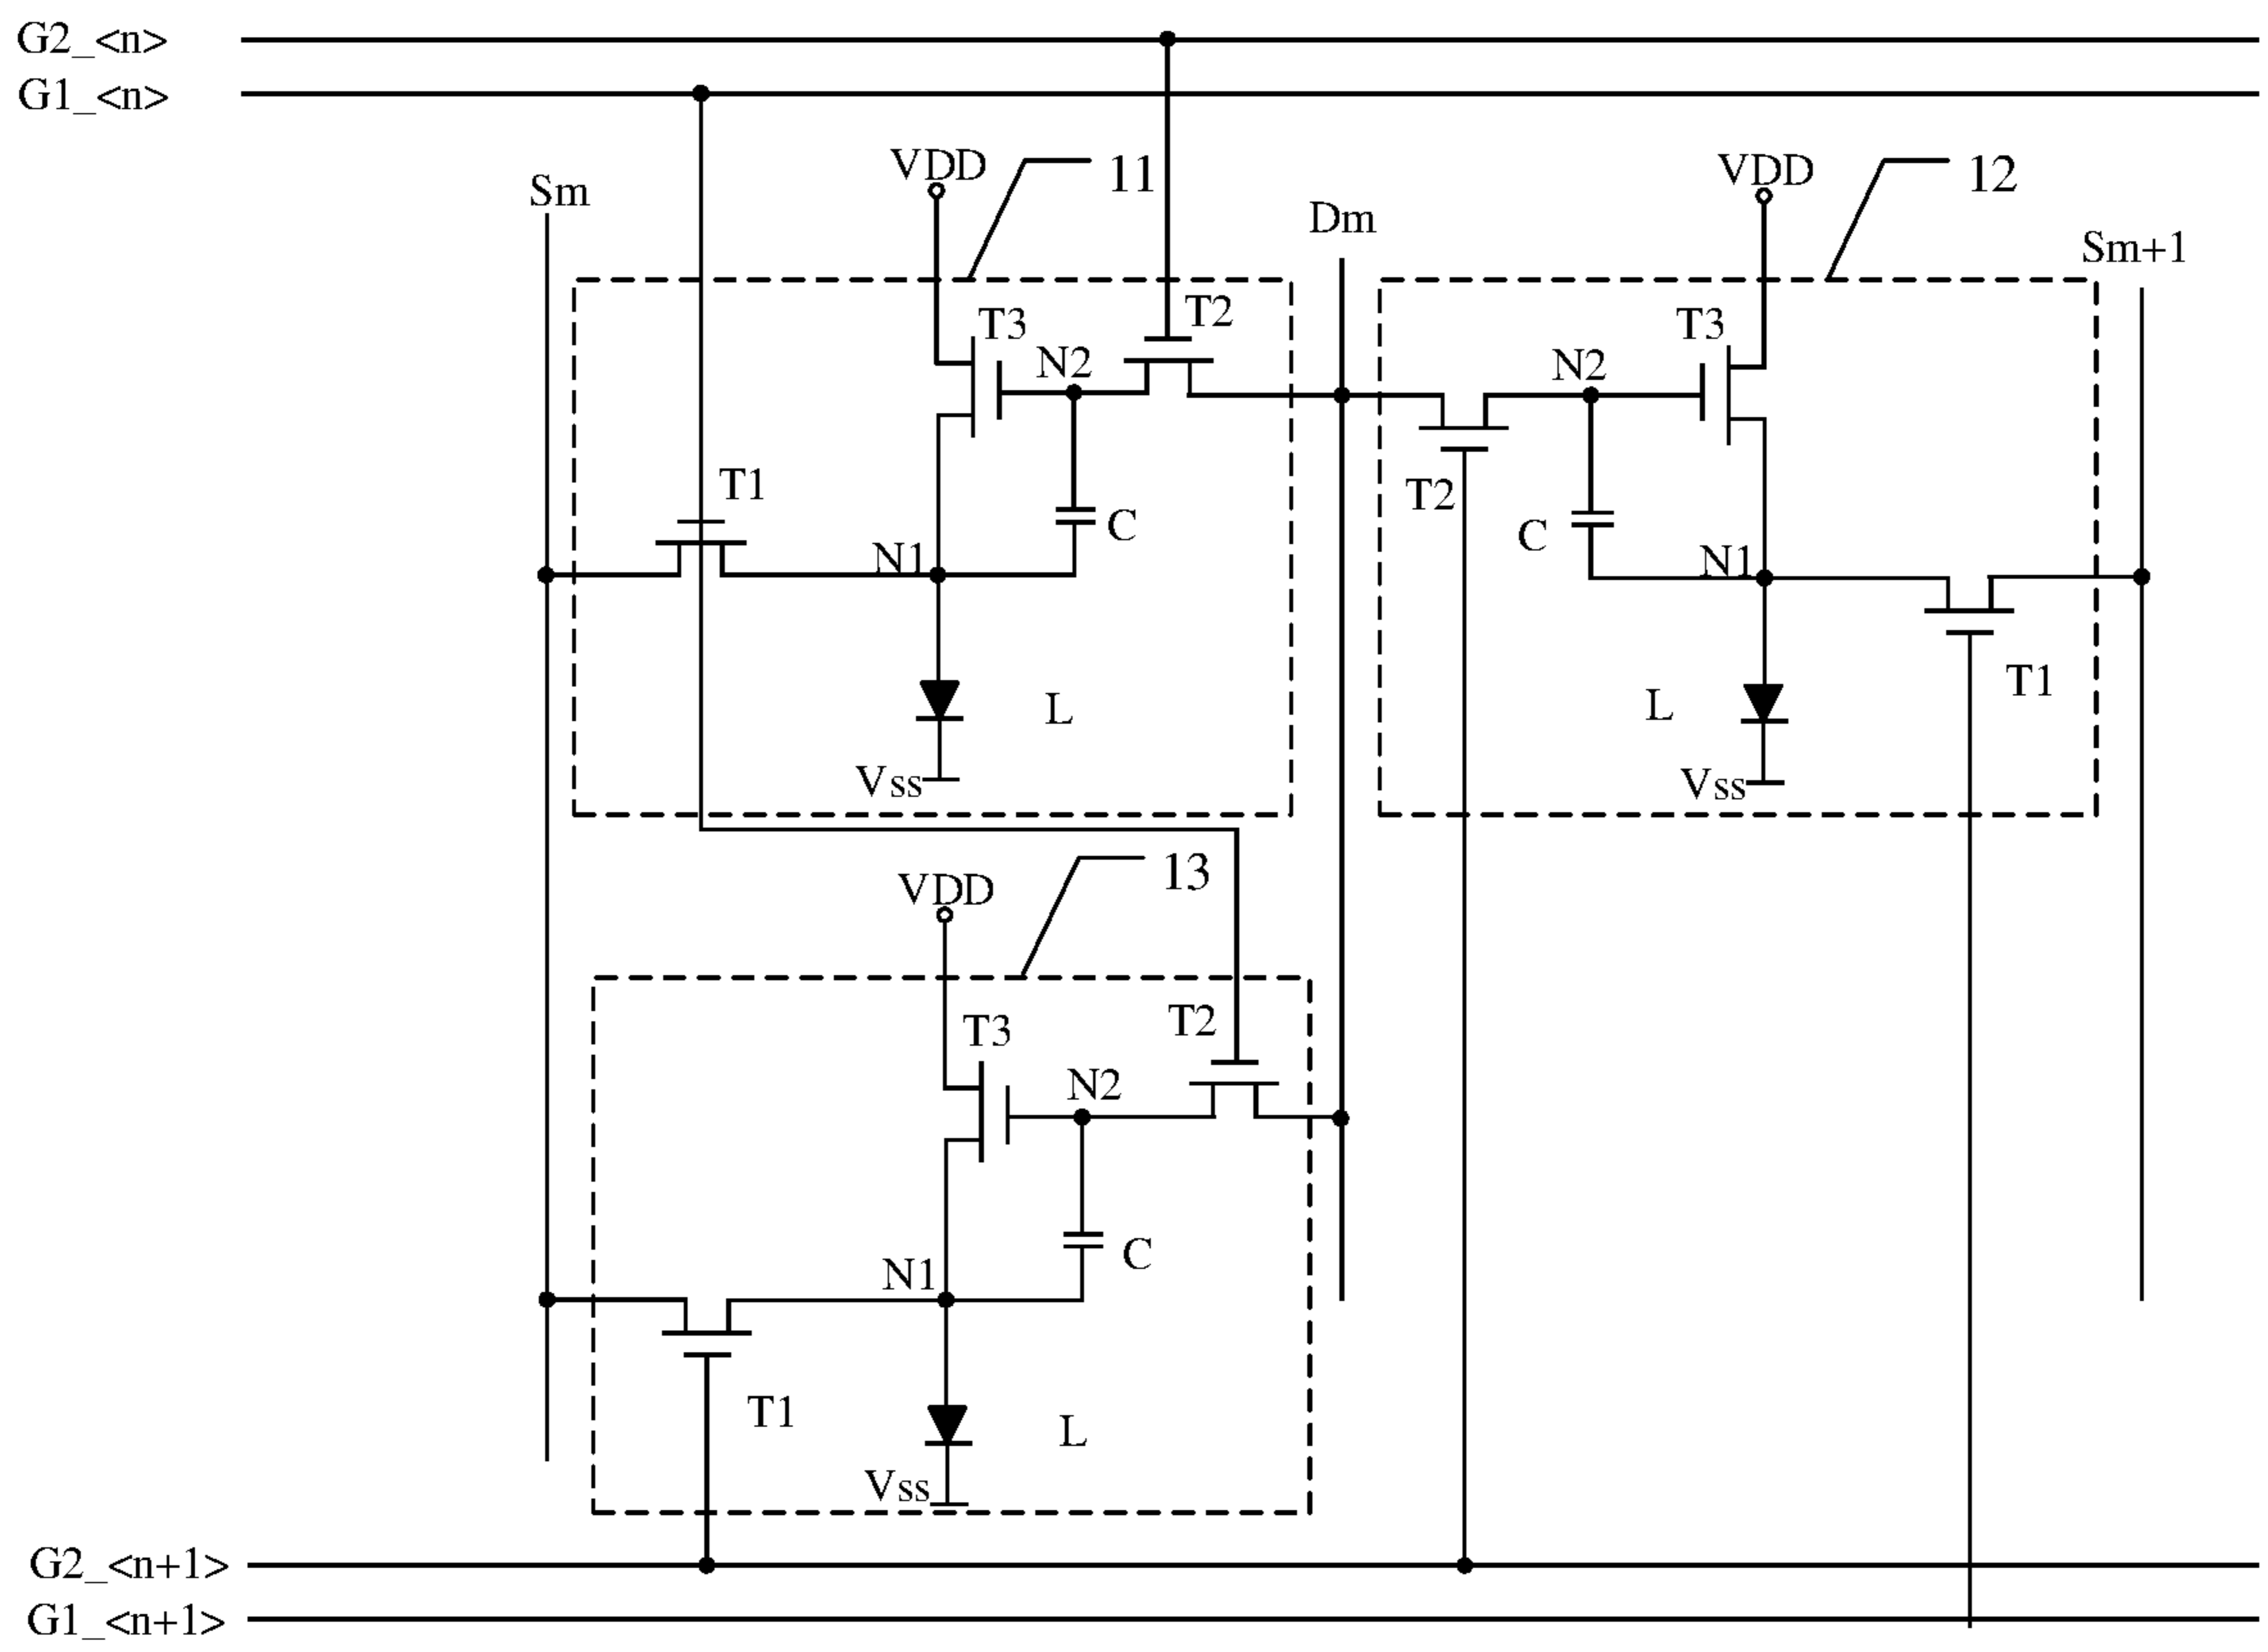 G2_<n>
G1_<n>
VDD
11
VDD
12
Sm
Dm
Sm+1
T3
T2
T3
N2
N2
T1
T2
C
C
N1
N1
T1
L
L
Vss
Vss
13
VDD
T2
T3
N2
C
N1
T1
L
Vss
G2_<n+1>
G1_<n+1>